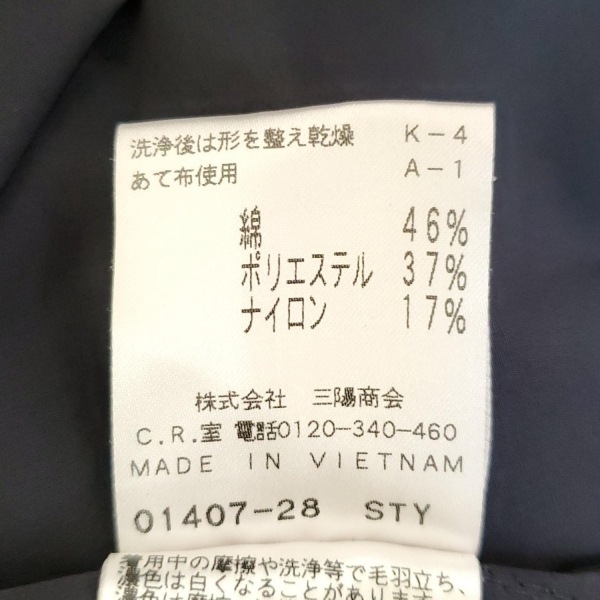 洗浄後は形を整え乾燥 K-4
あて布使用 A-1
綿 46%
ポリエステル 37%
ナイロン 17%
株式会社 三陽商会
C.R.室 電話0120-340-460
MADE IN VIETNAM
01407-28 STY
着用中の摩擦や洗浄等で毛羽立ち、
濃色は白くなることがあります